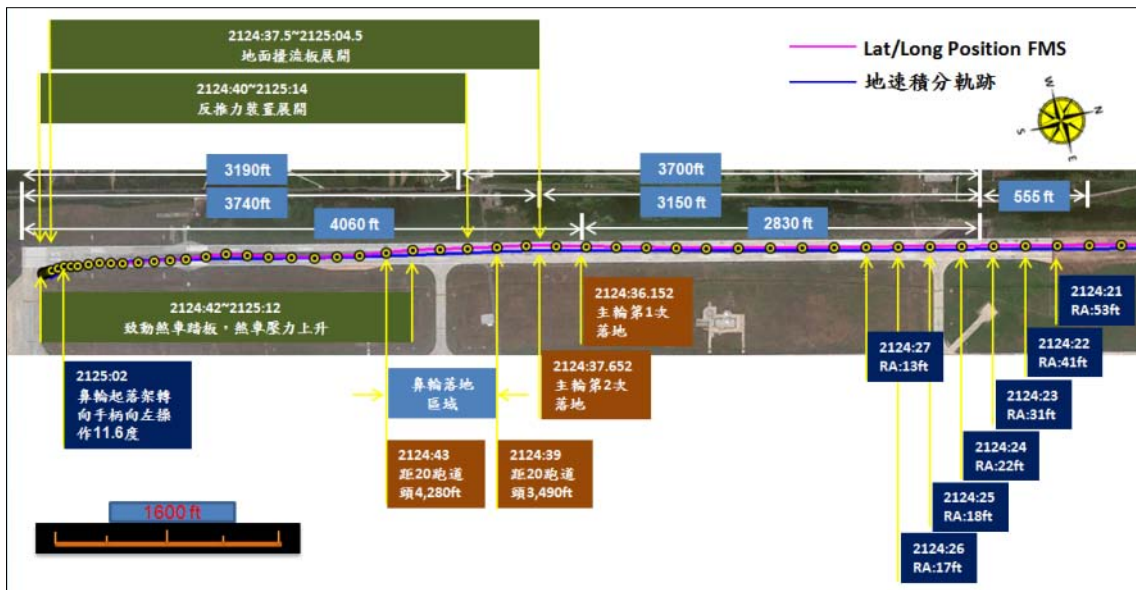 2124:37.5~2125:04.5
地面擾流板展開
2124:40~2125:14
反推力裝置展開
Lat/Long Position FMS
地速積分軌跡
W
N
S
E
3190ft
3700ft
3740ft
3150 ft
555 ft
4060 ft
2830 ft
2124:42~2125:12
致動煞車踏板，煞車壓力上升
2125:02
鼻輪起落架轉
向手柄向左操
作11.6度
鼻輪落地
區域
2124:43
距20跑道
頭4,280ft
2124:39
距20跑道
頭3,490ft
2124:36.152
主輪第1次
落地
2124:37.652
主輪第2次
落地
2124:27
RA:13ft
2124:26
RA:17ft
2124:25
RA:18ft
2124:24
RA:22ft
2124:23
RA:31ft
2124:22
RA:41ft
2124:21
RA:53ft
1600 ft